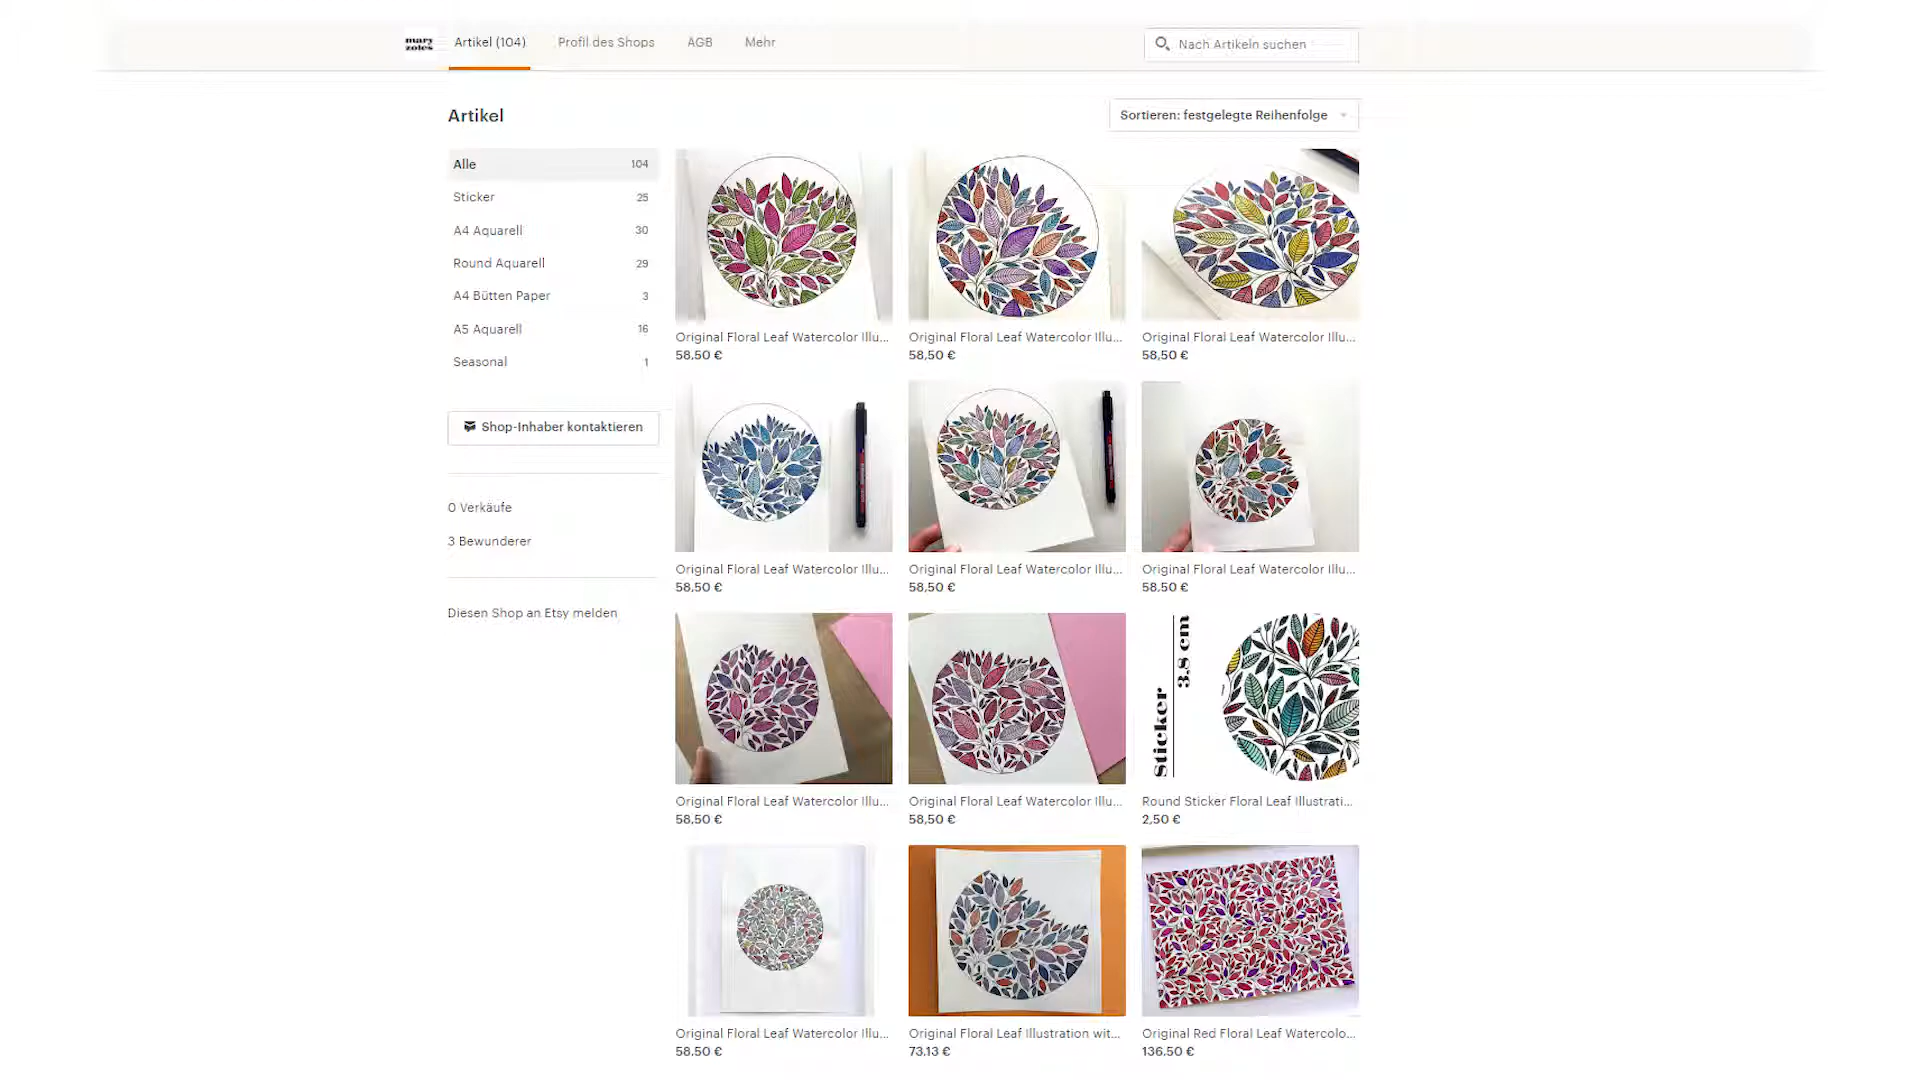 mary
zoles
Artikel (104)
Profil des Shops
AGB
Mehr
Nach Artikeln suchen
Artikel
Sortieren: festgelegte Reihenfolge
Alle 104
Sticker 25
A4 Aquarell 30
Round Aquarell 29
A4 Bütten Paper 3
A5 Aquarell 16
Seasonal 1
Shop-Inhaber kontaktieren
0 Verkäufe
3 Bewunderer
Diesen Shop an Etsy melden
Original Floral Leaf Watercolor Illu...
58,50 €
Original Floral Leaf Watercolor Illu...
58,50 €
Original Floral Leaf Watercolor Illu...
58,50 €
Original Floral Leaf Watercolor Illu...
58,50 €
Original Floral Leaf Watercolor Illu...
58,50 €
Original Floral Leaf Watercolor Illu...
58,50 €
Original Floral Leaf Watercolor Illu...
58,50 €
Original Floral Leaf Watercolor Illu...
58,50 €
Sticker
3.8 cm
Round Sticker Floral Leaf Illustrati...
2,50 €
Original Floral Leaf Watercolor Illu...
58,50 €
Original Floral Leaf Illustration wit...
73,13 €
Original Red Floral Leaf Watercolo...
136,50 €